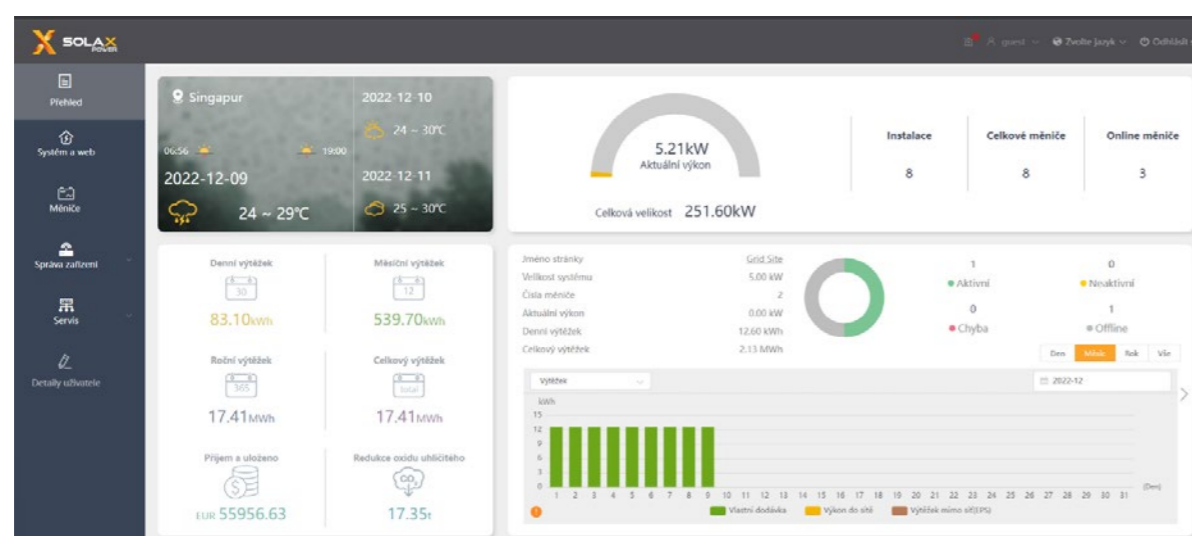 SOLAX
POWER
guest
Zvolte Jazyk
Odhlásit
Přehled
Systém a web
Měniče
Správa zařízení
Servis
Detaily uživatele
Singapur
06:56
19:00
2022-12-09
24 ~ 29℃
2022-12-10
24 ~ 30℃
2022-12-11
25 ~ 30℃
5.21kW
Aktuální výkon
Celková velikost 251.60kW
Instalace
8
Celkové měniče
8
Online měniče
3
Denní výtěžek
30
83.10kWh
Měsíční výtěžek
12
539.70kWh
Roční výtěžek
365
17.41MWh
Celkový výtěžek
total
17.41MWh
Příjem a uloženo
EUR 55956.63
Redukce oxidu uhličitého
CO₂
17.35t
Jméno stránky Grid Site
Velikost systému 5.00 kW
Čísla měniče 2
Aktuální výkon 0.00 kW
Denní výtěžek 12.60 kWh
Celkový výtěžek 2.13 MWh
1
Aktivní
0
Neaktivní
0
Chyba
1
Offline
Den Měsíc Rok Vše
Výtěžek
2022-12
kWh
15
12
9
6
3
0
1 2 3 4 5 6 7 8 9 10 11 12 13 14 15 16 17 18 19 20 21 22 23 24 25 26 27 28 29 30 31
(Den)
Vlastní dodávka Výkon do sítě Výtěžek mimo síť(EPS)